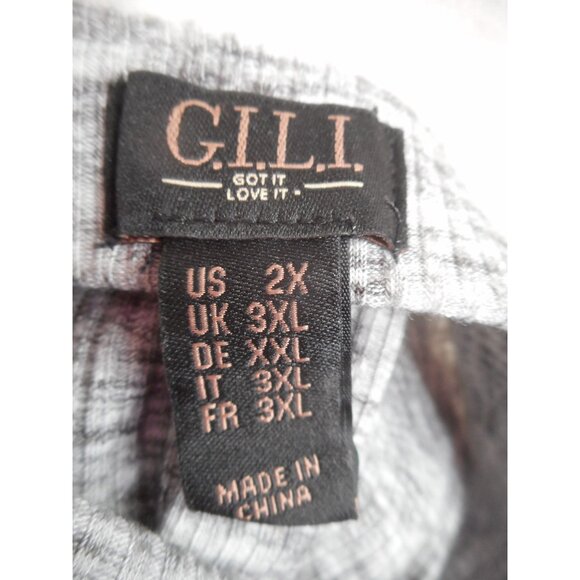 G.I.L.I.
GOT IT
LOVE IT -
US 2X
UK 3XL
DE XXL
IT 3XL
FR 3XL
MADE IN
CHINA